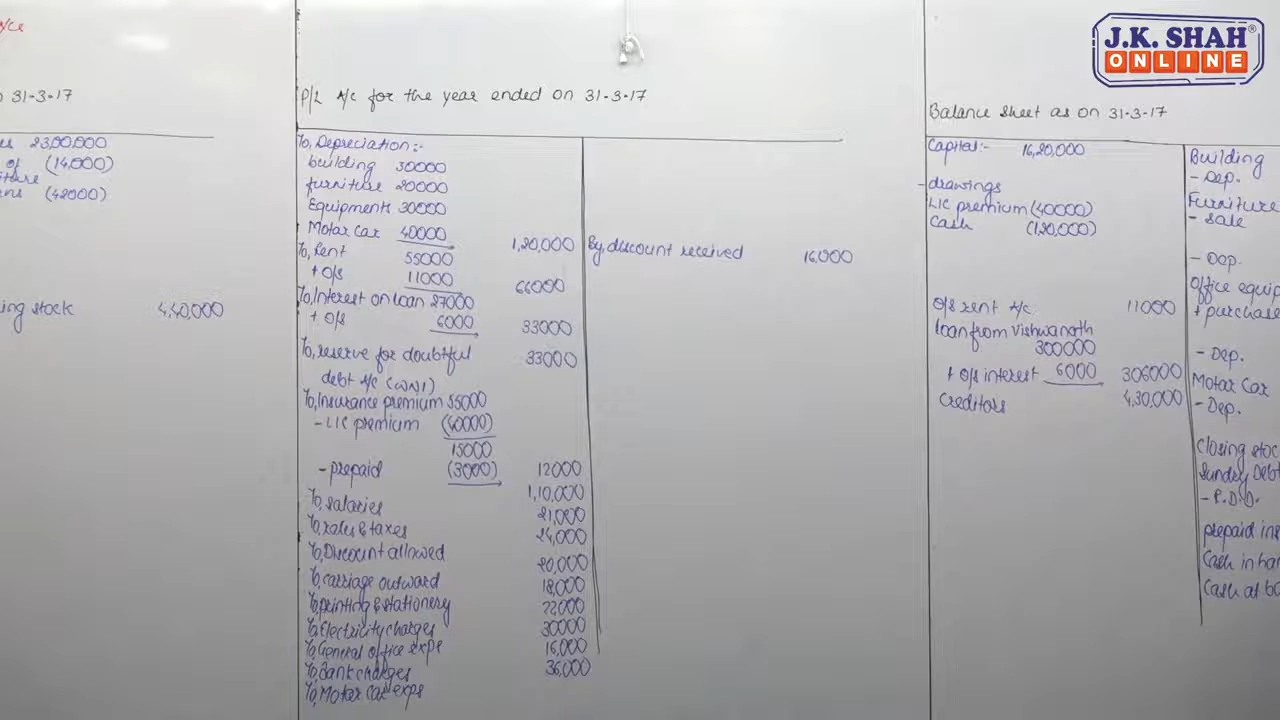 A/c
31-3-17
23,00,000
of (14,000)
(42000)
ing stock 4,40,000
P/L A/c for the year ended on 31-3-17
To, Depreciation:-
building 30000
furniture 20000
Equipments 30000
Motor car 40000 1,20,000
To, Rent 55000
+ O/s 11000 66000
To, Interest on loan 27000
+ O/s 6000 33000
To, reserve for doubtful 33000
debt A/c (WN1)
To, Insurance premium 55000
- LIC premium (40000)
15000
- prepaid (3000) 12000
To, salaries 1,10,000
To, rates & taxes 21,000
To, Discount allowed 24,000
To, carriage outward 20,000
To, printing & stationery 18,000
To, Electricity charges 22000
To, General office expe 30000
To, Bank charges 16,000
To, Motor car exps 36,000
By, discount received 16,000
Balance Sheet as on 31-3-17
Capital:- 16,20,000
- drawings
LIC premium (40000)
Cash (1,20,000)
O/s rent A/c 11000
loan from Vishwanath
300000
+ O/s interest 6000 306000
Creditors 4,30,000
Building
- Dep.
Furniture
- sale
- Dep.
Office equip
+ purchase
- Dep.
Motor Car
- Dep.
Closing stoc
Sundry Debt
- R.D.D.
prepaid ins
Cash in han
Cash at ba
J.K. SHAH®
ONLINE